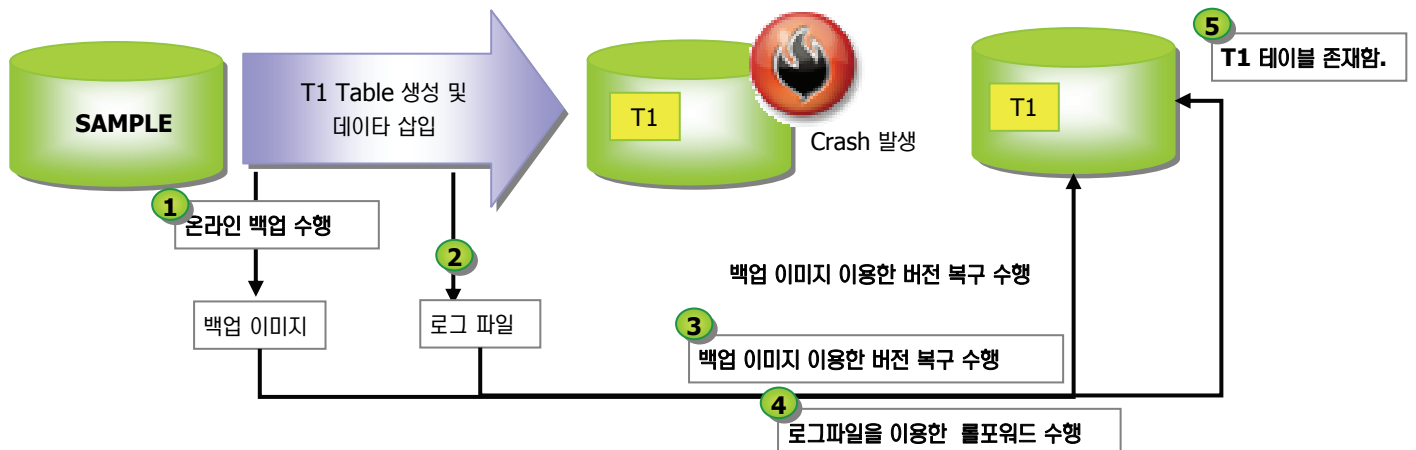 SAMPLE
T1 Table 생성 및
데이타 삽입
T1
Crash 발생
T1
5
T1 테이블 존재함.
1
온라인 백업 수행
2
백업 이미지
로그 파일
백업 이미지 이용한 버전 복구 수행
3
백업 이미지 이용한 버전 복구 수행
4
로그파일을 이용한 롤포워드 수행